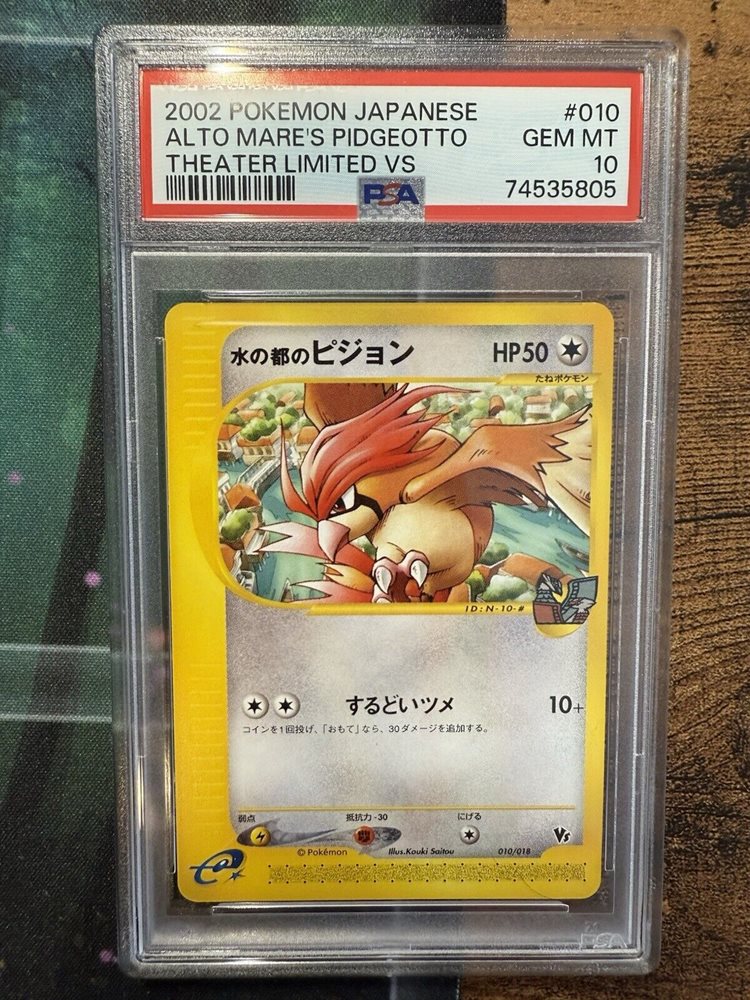 2002 POKEMON JAPANESE #010
ALTO MARE'S PIDGEOTTO GEM MT
THEATER LIMITED VS 10
PSA 74535805
水の都のピジョン HP50
たねポケモン
ID:N-10-#
するどいツメ 10+
コインを1回投げ、「おもて」なら、30ダメージを追加する。
弱点 抵抗力-30 にげる
Vs
©Pokémon Illus.Kouki Saitou 010/018
e
PSA